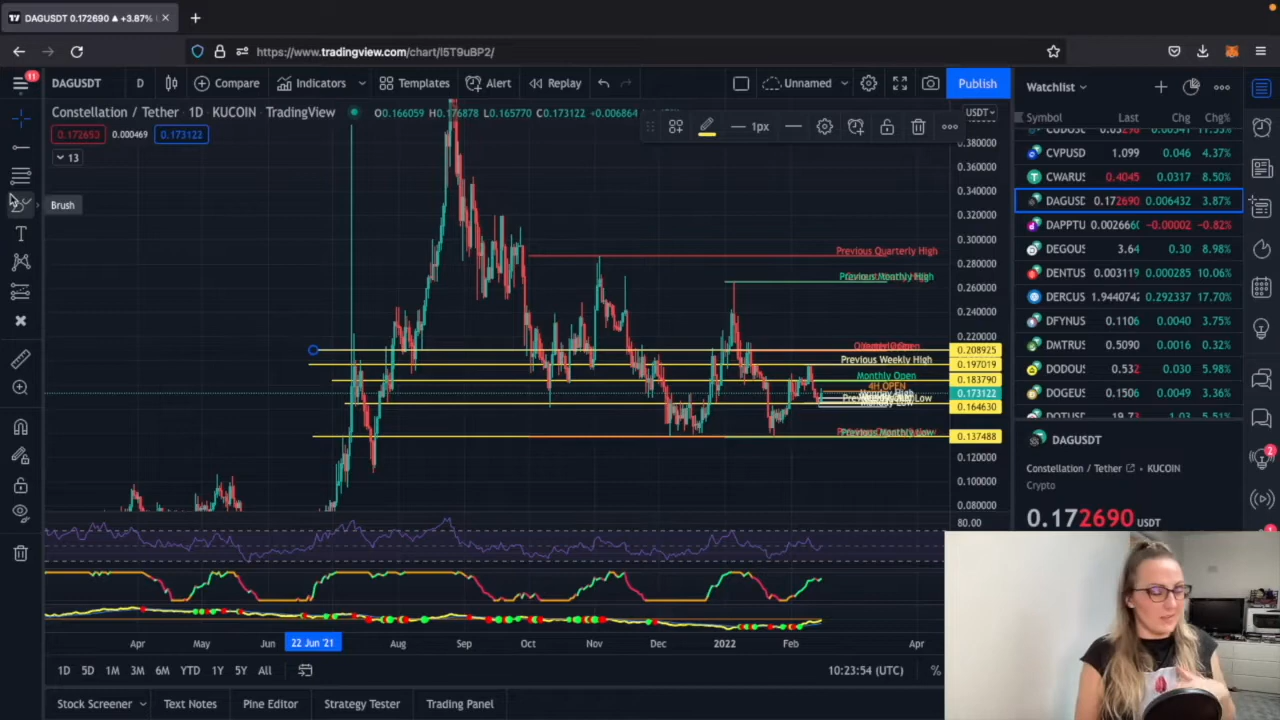 DAGUSDT 0.172690 ▲ +3.87%
https://www.tradingview.com/chart/l5T9uBP2/
11
DAGUSDT D Compare Indicators Templates Alert Replay Unnamed Publish
Constellation / Tether 1D KUCOIN TradingView O0.166059 H0.176878 L0.165770 C0.173122 +0.006864
0.172653 0.00469 0.173122
13
1px
USDT
Brush
0.380000
0.360000
0.340000
0.320000
0.300000
0.280000
0.260000
0.240000
0.220000
0.208925
0.197019
0.183790
0.173122
0.164630
0.137488
0.120000
0.100000
0.080000
80.00
Previous Quarterly High
Previous Monthly High
Previous Weekly High
Monthly Open
4H OPEN
Previous Monthly Low
Apr May Jun 22 Jun '21 Aug Sep Oct Nov Dec 2022 Feb Apr
1D 5D 1M 3M 6M YTD 1Y 5Y All 10:23:54 (UTC) %
Stock Screener Text Notes Pine Editor Strategy Tester Trading Panel
Watchlist
Symbol Last Chg Chg%
CVPUSD 1.099 0.046 4.37%
CWARUS 0.4045 0.0317 8.50%
DAGUSD 0.172690 0.006432 3.87%
DAPPTU 0.0026660 -0.00002 -0.82%
DEGOUS 3.64 0.30 8.98%
DENTUS 0.003119 0.000285 10.06%
DERCUS 1.9440742 0.292337 17.70%
DFYNUS 0.1106 0.0040 3.75%
DMTRUS 0.5090 0.0016 0.32%
DODOUS 0.532 0.030 5.98%
DOGEUS 0.1506 0.0049 3.36%
DAGUSDT
Constellation / Tether • KUCOIN
Crypto
0.172690 USDT
2